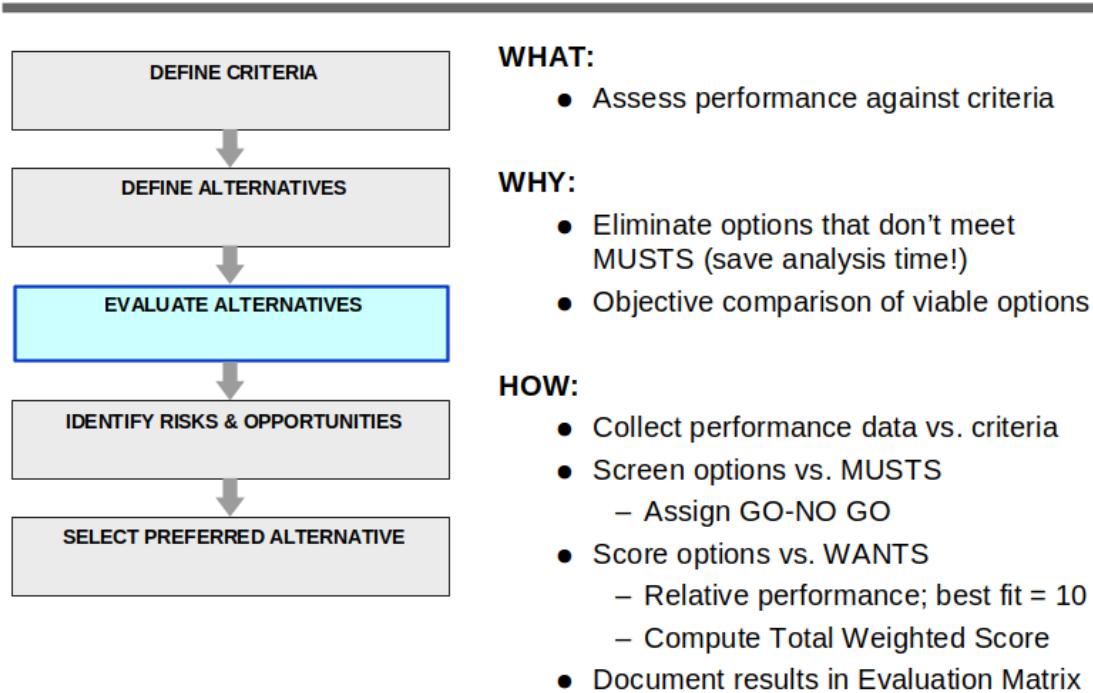 DEFINE CRITERIA
DEFINE ALTERNATIVES
EVALUATE ALTERNATIVES
IDENTIFY RISKS & OPPORTUNITIES
SELECT PREFERRED ALTERNATIVE
WHAT:
● Assess performance against criteria
WHY:
● Eliminate options that don’t meet
MUSTS (save analysis time!)
● Objective comparison of viable options
HOW:
● Collect performance data vs. criteria
● Screen options vs. MUSTS
– Assign GO-NO GO
● Score options vs. WANTS
– Relative performance; best fit = 10
– Compute Total Weighted Score
● Document results in Evaluation Matrix